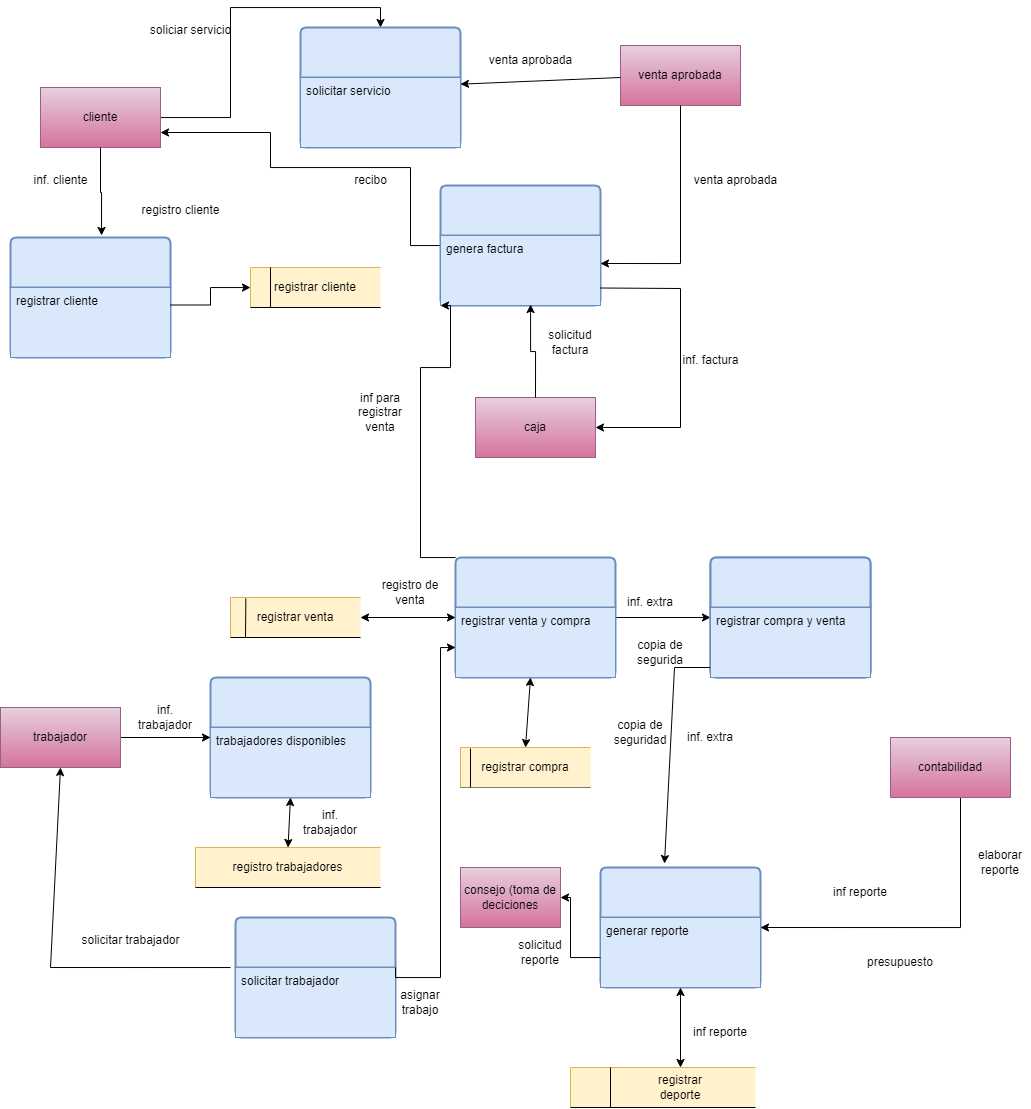 soliciar servicio
solicitar servicio
venta aprobada
venta aprobada
cliente
recibo
venta aprobada
inf. cliente
registro cliente
genera factura
registrar cliente
registrar cliente
solicitud
factura
inf. factura
inf para
registrar
venta
caja
registro de
venta
registrar venta
registrar venta y compra
inf. extra
registrar compra y venta
copia de
segurida
copia de
seguridad
inf. extra
inf.
trabajador
trabajador
trabajadores disponibles
registrar compra
contabilidad
inf.
trabajador
registro trabajadores
elaborar
reporte
consejo (toma de
deciciones
inf reporte
generar reporte
solicitar trabajador
solicitud
reporte
presupuesto
solicitar trabajador
asignar
trabajo
inf reporte
registrar
deporte